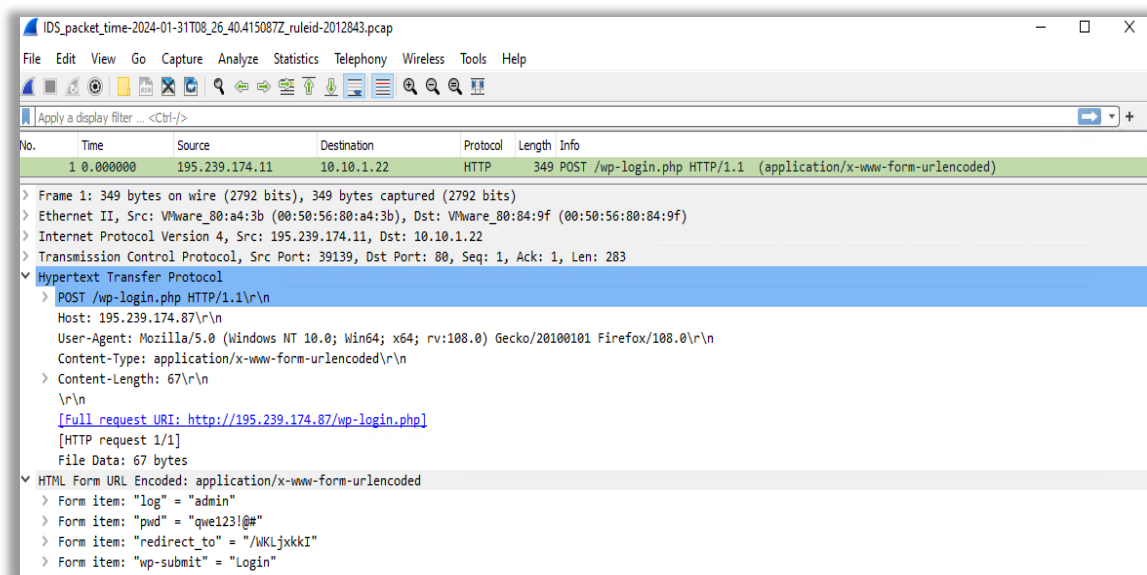 IDS_packet_time-2024-01-31T08_26_40.415087Z_ruleid-2012843.pcap
File Edit View Go Capture Analyze Statistics Telephony Wireless Tools Help
Apply a display filter ... <Ctrl-/>
No. Time Source Destination Protocol Length Info
1 0.000000 195.239.174.11 10.10.1.22 HTTP 349 POST /wp-login.php HTTP/1.1 (application/x-www-form-urlencoded)
Frame 1: 349 bytes on wire (2792 bits), 349 bytes captured (2792 bits)
Ethernet II, Src: VMware_80:a4:3b (00:50:56:80:a4:3b), Dst: VMware_80:84:9f (00:50:56:80:84:9f)
Internet Protocol Version 4, Src: 195.239.174.11, Dst: 10.10.1.22
Transmission Control Protocol, Src Port: 39139, Dst Port: 80, Seq: 1, Ack: 1, Len: 283
Hypertext Transfer Protocol
POST /wp-login.php HTTP/1.1\r\n
Host: 195.239.174.87\r\n
User-Agent: Mozilla/5.0 (Windows NT 10.0; Win64; x64; rv:108.0) Gecko/20100101 Firefox/108.0\r\n
Content-Type: application/x-www-form-urlencoded\r\n
Content-Length: 67\r\n
\r\n
[Full request URI: http://195.239.174.87/wp-login.php]
[HTTP request 1/1]
File Data: 67 bytes
HTML Form URL Encoded: application/x-www-form-urlencoded
Form item: "log" = "admin"
Form item: "pwd" = "qwe123!@#"
Form item: "redirect_to" = "/WKLjxkkI"
Form item: "wp-submit" = "Login"